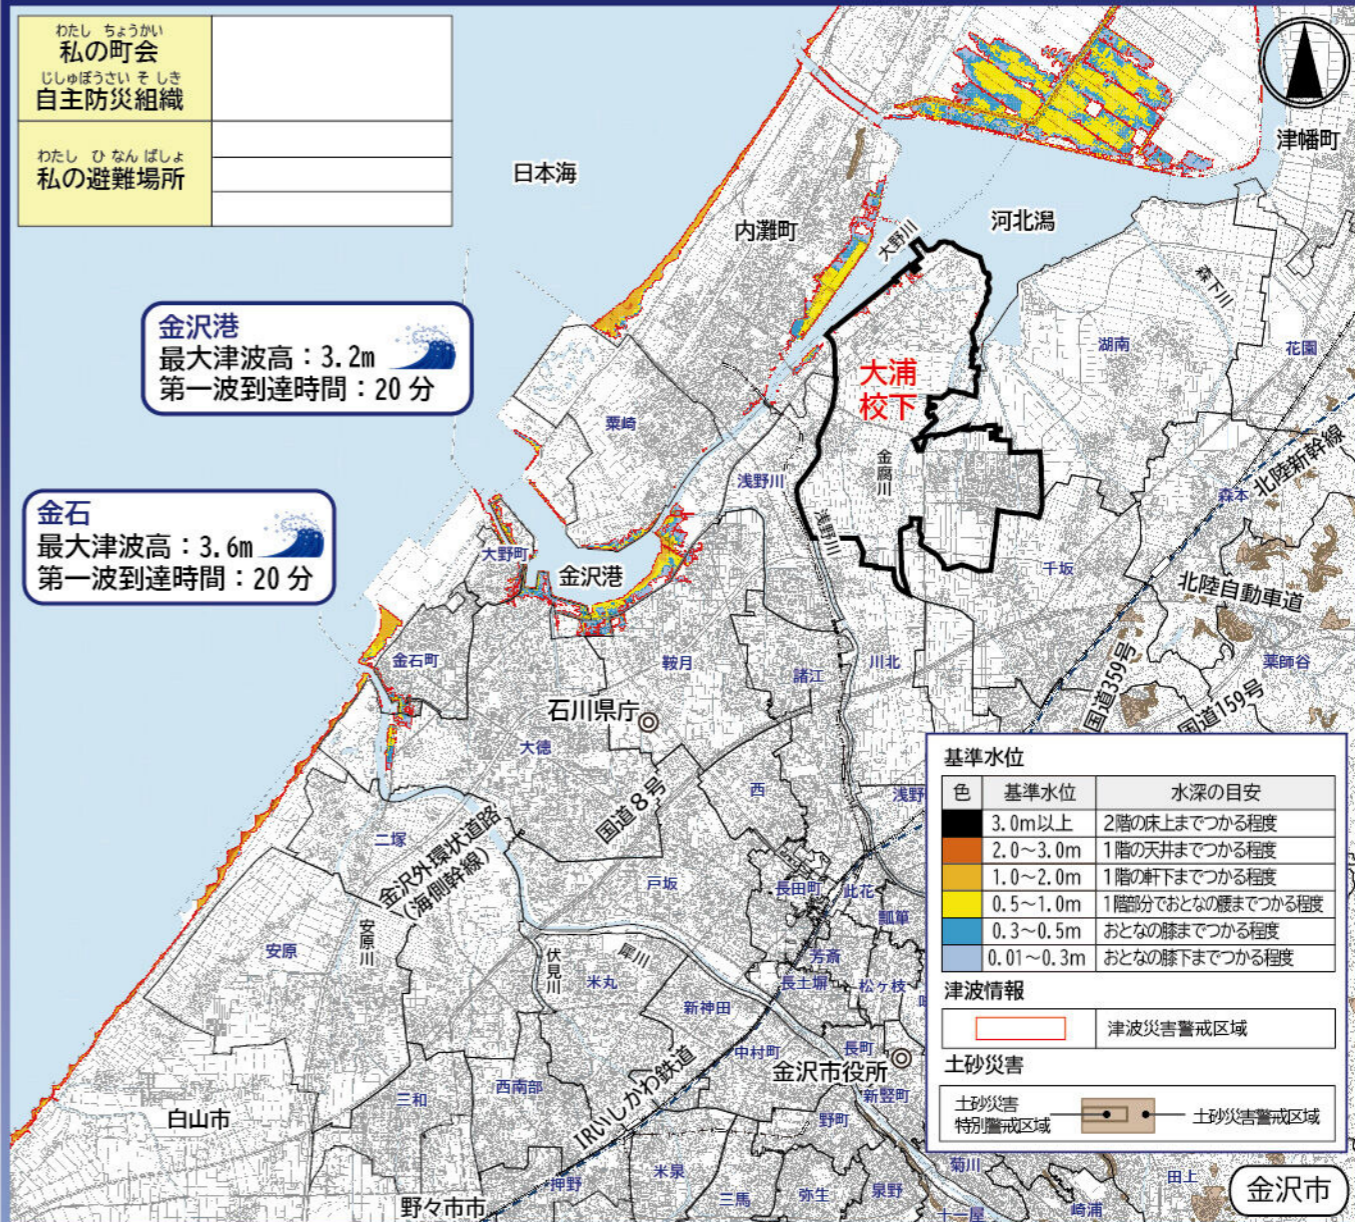 わたし ちょうかい
私の町会
じしゅぼうさい そ しき
自主防災組織
わたし ひ なん ばしょ
私の避難場所
日本海
津幡町
内灘町
大野川
河北潟
森下川
金沢港
最大津波高：3.2m
第一波到達時間：20分
湖南
花園
大浦
校下
粟崎
金腐川
浅野川
浅野川
北陸新幹線
森本
金石
最大津波高：3.6m
第一波到達時間：20分
大野町
金沢港
千坂
北陸自動車道
金石町
鞍月
諸江
川北
薬師谷
国道359号
国道159号
石川県庁
大徳
国道8号
西
浅野
二塚
金沢外環状道路
（海側幹線）
戸坂
長田町
此花
瓢箪
安原
安原川
伏見川
犀川
米丸
芳斎
長土塀
松ヶ枝
新神田
中村町
長町
金沢市役所
新竪町
IRいしかわ鉄道
西南部
三和
白山市
野町
米泉
押野
三馬
弥生
泉野
野々市市
菊川
十一屋
崎浦
田上
基準水位
色 基準水位 水深の目安
3.0m以上 2階の床上までつかる程度
2.0～3.0m 1階の天井までつかる程度
1.0～2.0m 1階の軒下までつかる程度
0.5～1.0m 1階部分でおとなの腰までつかる程度
0.3～0.5m おとなの膝までつかる程度
0.01～0.3m おとなの膝下までつかる程度
津波情報
津波災害警戒区域
土砂災害
土砂災害
特別警戒区域
土砂災害警戒区域
金沢市